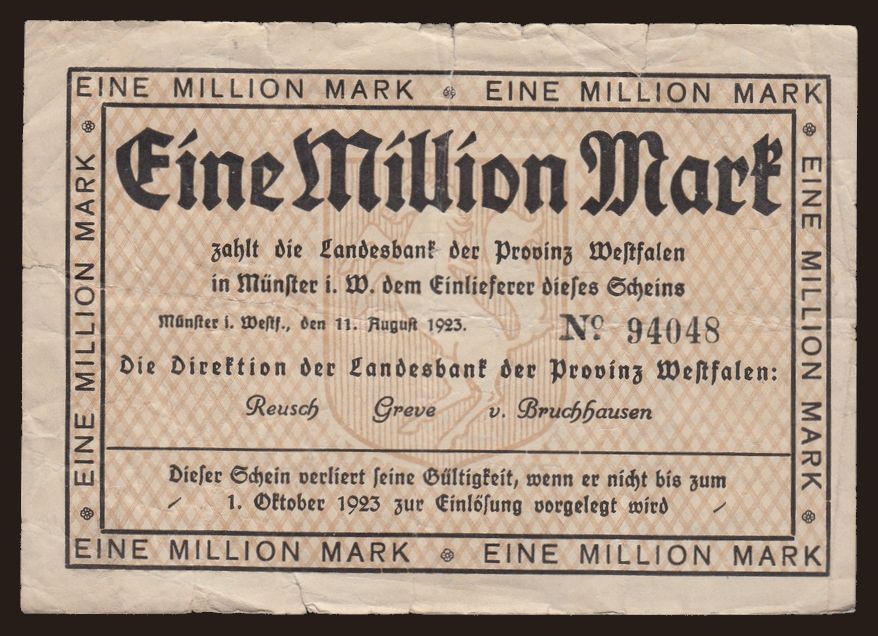 EINE MILLION MARK EINE MILLION MARK
EINE MILLION MARK
EINE MILLION MARK
Eine Million Mark
zahlt die Landesbank der Provinz Westfalen
in Münster i. W. dem Einlieferer dieses Scheins
Münster i. Westf., den 11. August 1923.
No 94048
Die Direktion der Landesbank der Provinz Westfalen:
Reusch Greve v. Bruchhausen
Dieser Schein verliert seine Gültigkeit, wenn er nicht bis zum
1. Oktober 1923 zur Einlösung vorgelegt wird
EINE MILLION MARK EINE MILLION MARK